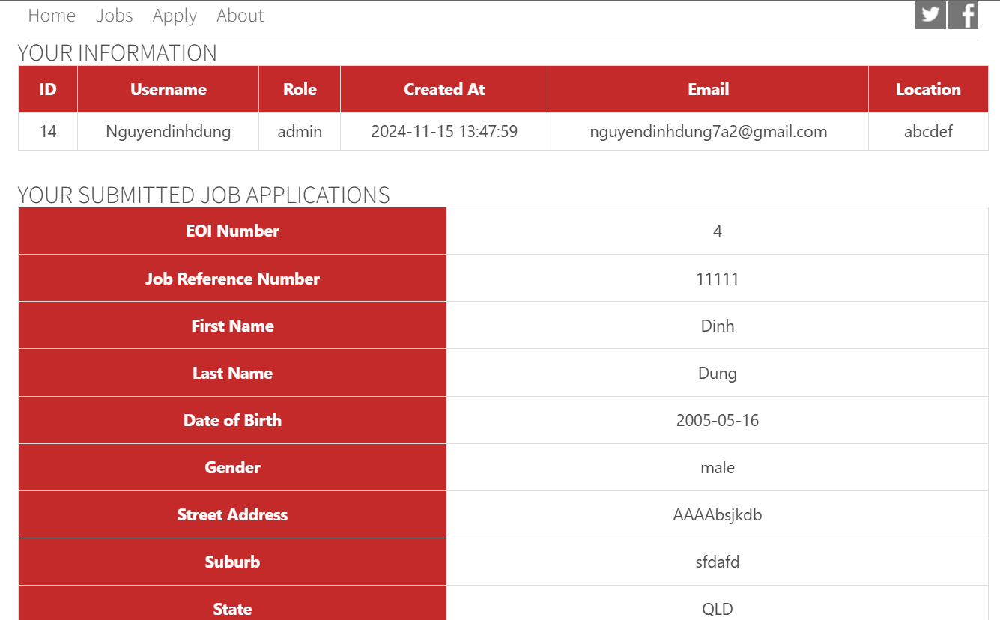 Home Jobs Apply About
YOUR INFORMATION
ID Username Role Created At Email Location
14 Nguyendinhdung admin 2024-11-15 13:47:59 nguyendinhdung7a2@gmail.com abcdef
YOUR SUBMITTED JOB APPLICATIONS
EOI Number 4
Job Reference Number 11111
First Name Dinh
Last Name Dung
Date of Birth 2005-05-16
Gender male
Street Address AAAAbsjkdb
Suburb sfdafd
State QLD